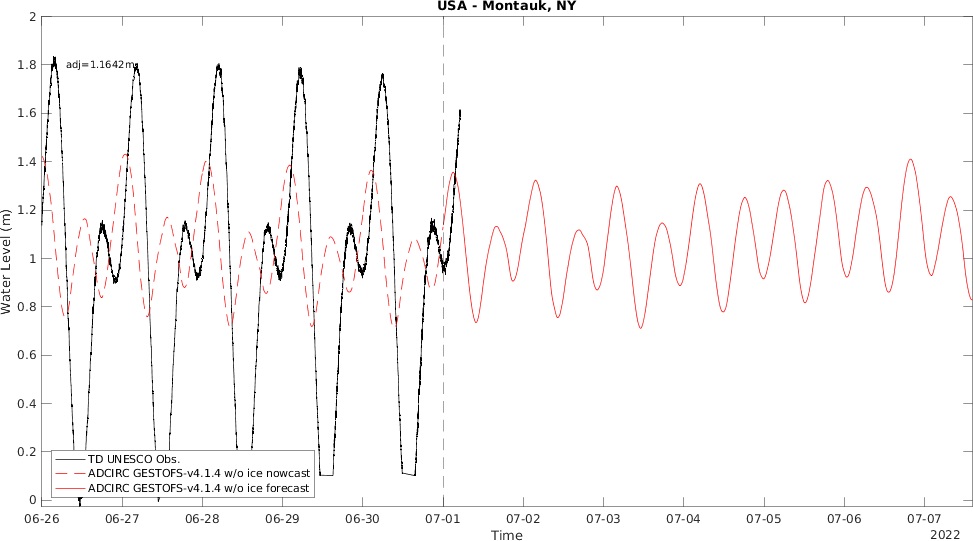 USA - Montauk, NY
2
1.8
1.6
1.4
1.2
1
0.8
0.6
0.4
0.2
0
Water Level (m)
adj=1.1642m
TD UNESCO Obs.
ADCIRC GESTOFS-v4.1.4 w/o ice nowcast
ADCIRC GESTOFS-v4.1.4 w/o ice forecast
06-26 06-27 06-28 06-29 06-30 07-01 07-02 07-03 07-04 07-05 07-06 07-07
Time
2022